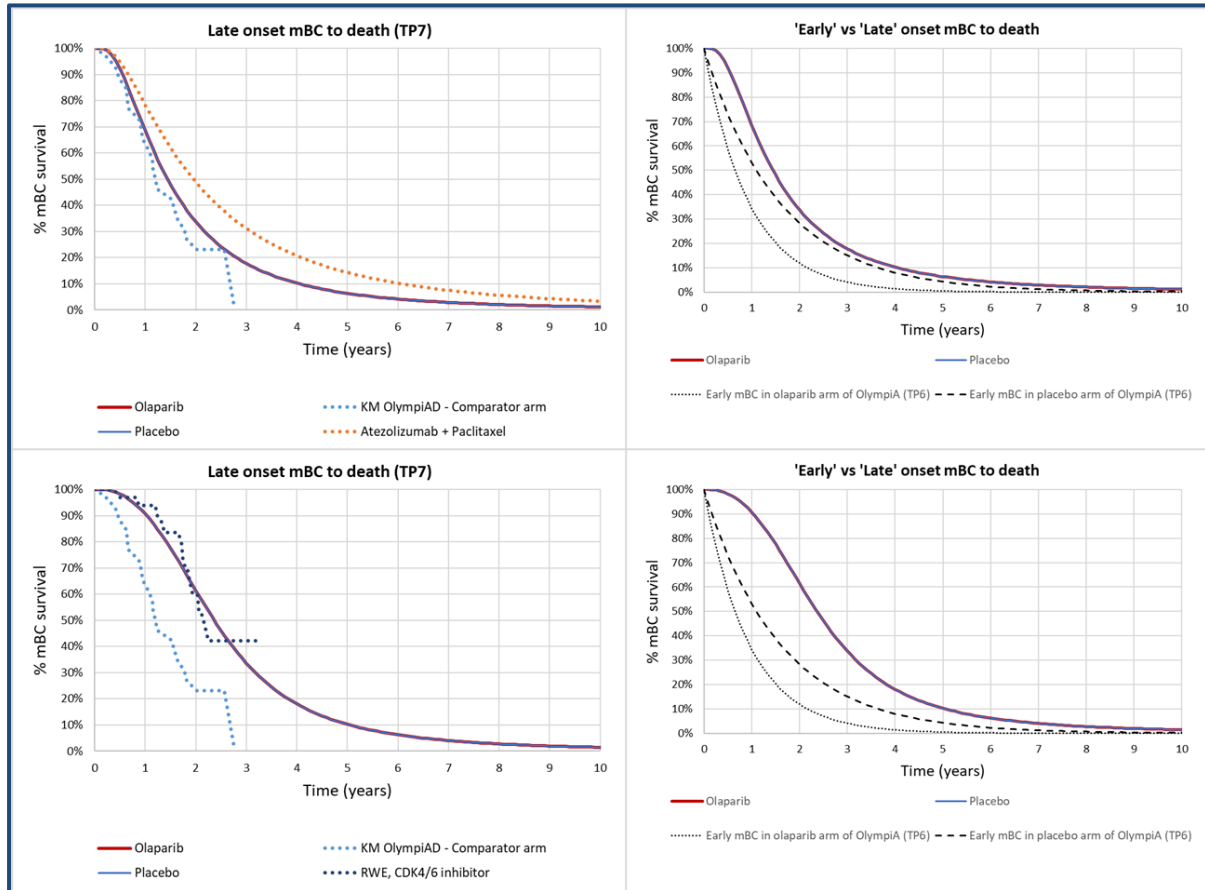 Late onset mBC to death (TP7)
100%
90%
80%
70%
60%
50%
40%
30%
20%
10%
0%
% mBC survival
0 1 2 3 4 5 6 7 8 9 10
Time (years)
Olaparib
KM OlympiAD - Comparator arm
Placebo
Atezolizumab + Paclitaxel
'Early' vs 'Late' onset mBC to death
100%
90%
80%
70%
60%
50%
40%
30%
20%
10%
0%
% mBC survival
0 1 2 3 4 5 6 7 8 9 10
Time (years)
Olaparib
Placebo
Early mBC in olaparib arm of OlympiA (TP6)
Early mBC in placebo arm of OlympiA (TP6)
Late onset mBC to death (TP7)
100%
90%
80%
70%
60%
50%
40%
30%
20%
10%
0%
% mBC survival
0 1 2 3 4 5 6 7 8 9 10
Time (years)
Olaparib
KM OlympiAD - Comparator arm
Placebo
RWE, CDK4/6 inhibitor
'Early' vs 'Late' onset mBC to death
100%
90%
80%
70%
60%
50%
40%
30%
20%
10%
0%
% mBC survival
0 1 2 3 4 5 6 7 8 9 10
Time (years)
Olaparib
Placebo
Early mBC in olaparib arm of OlympiA (TP6)
Early mBC in placebo arm of OlympiA (TP6)